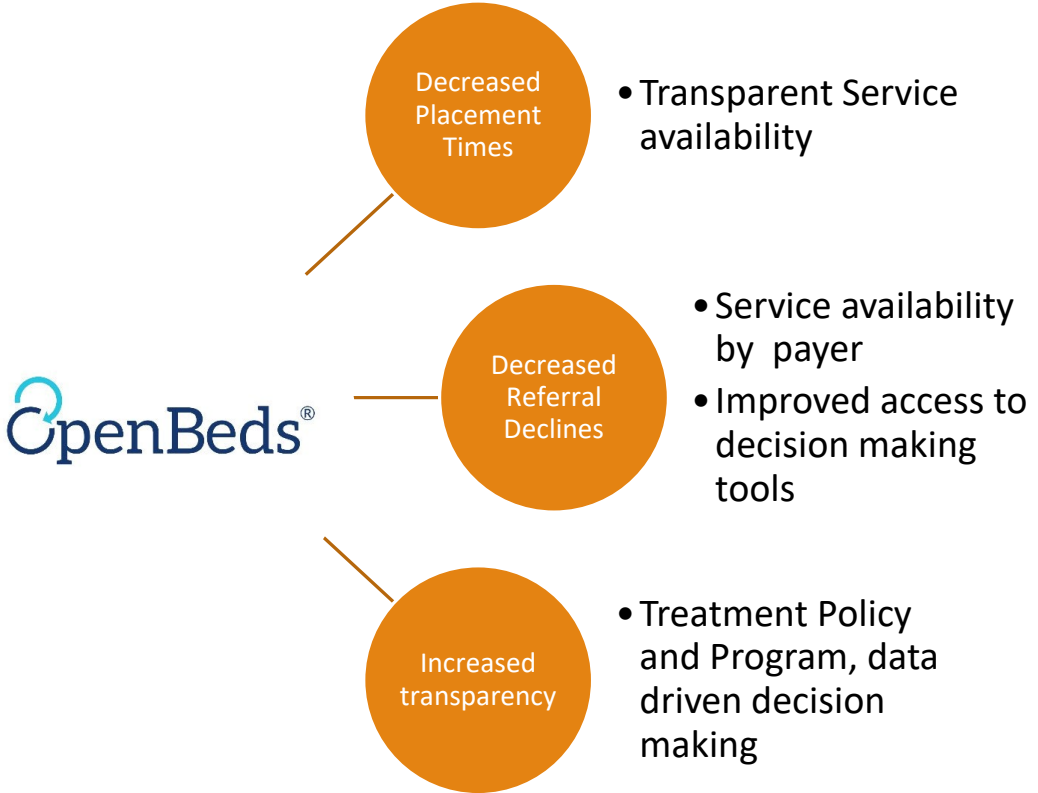 Decreased
Placement
Times
• Transparent Service
availability
OpenBeds®
Decreased
Referral
Declines
• Service availability
by payer
• Improved access to
decision making
tools
Increased
transparency
• Treatment Policy
and Program, data
driven decision
making